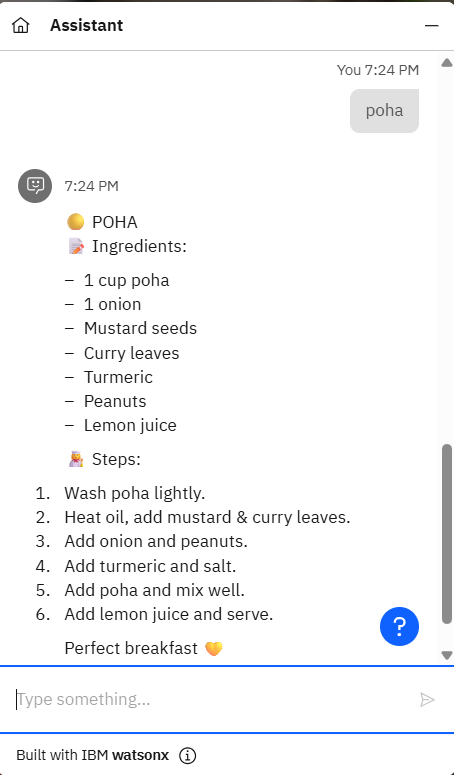 Assistant
You 7:24 PM
poha
7:24 PM
POHA
Ingredients:
– 1 cup poha
– 1 onion
– Mustard seeds
– Curry leaves
– Turmeric
– Peanuts
– Lemon juice
Steps:
1. Wash poha lightly.
2. Heat oil, add mustard & curry leaves.
3. Add onion and peanuts.
4. Add turmeric and salt.
5. Add poha and mix well.
6. Add lemon juice and serve.
?
Perfect breakfast
Type something...
Built with IBM watsonx